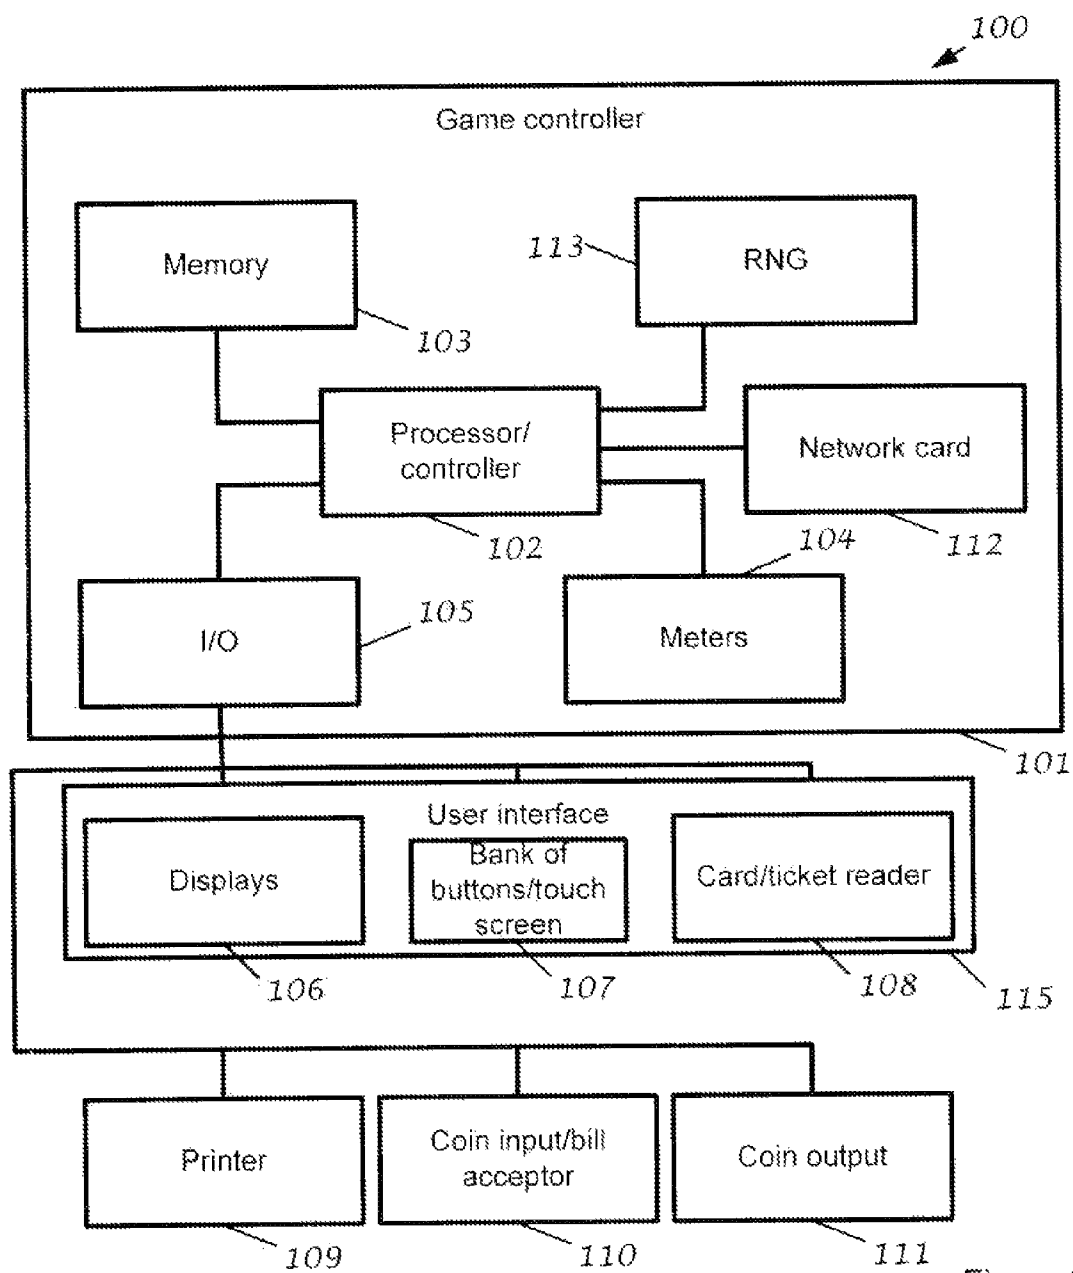 100
Game controller
Memory
113
RNG
103
Processor/
controller
Network card
102
104
112
105
I/O
Meters
101
User interface
Displays
Bank of
buttons/touch
screen
Card/ticket reader
106
107
108
115
Printer
Coin input/bill
acceptor
Coin output
109
110
111